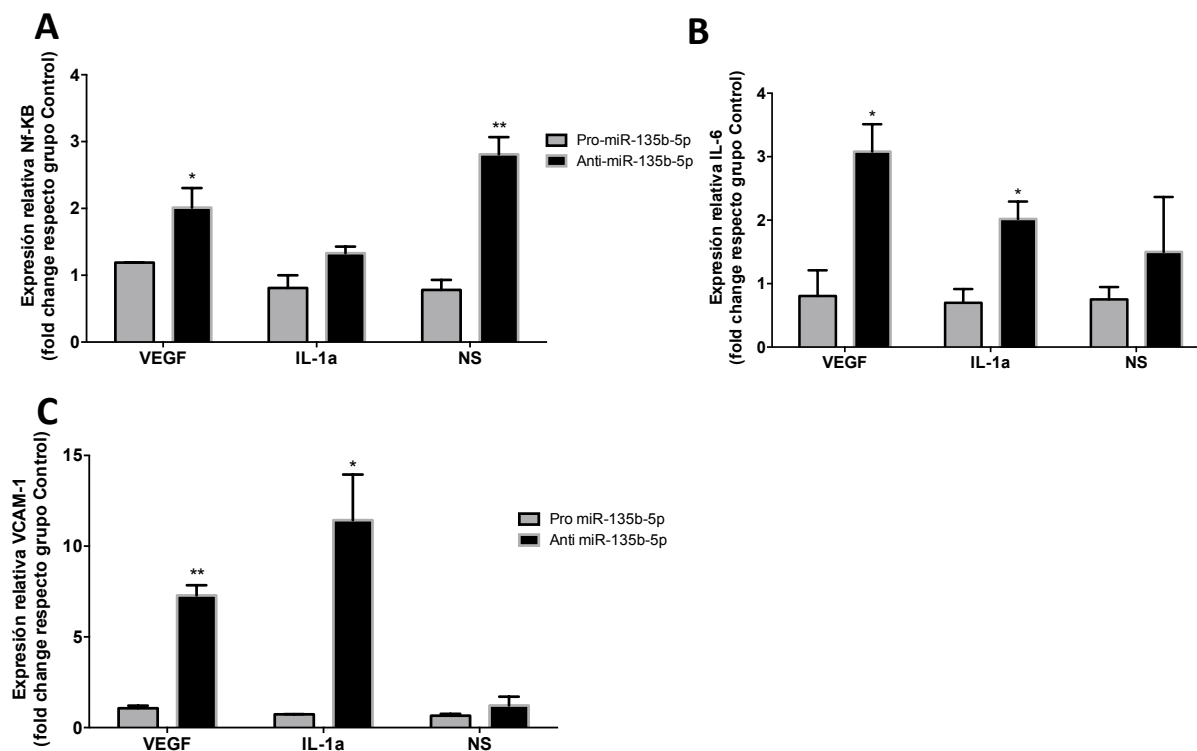 A
Expresión relativa Nf-KB
(fold change respecto grupo Control)
4
3
2
1
0
*
**
VEGF
IL-1a
NS
Pro-miR-135b-5p
Anti-miR-135b-5p
B
Expresión relativa IL-6
(fold change respecto grupo Control)
4
3
2
1
0
*
*
VEGF
IL-1a
NS
C
Expresión relativa VCAM-1
(fold change respecto grupo Control)
15
10
5
0
**
*
VEGF
IL-1a
NS
Pro miR-135b-5p
Anti miR-135b-5p